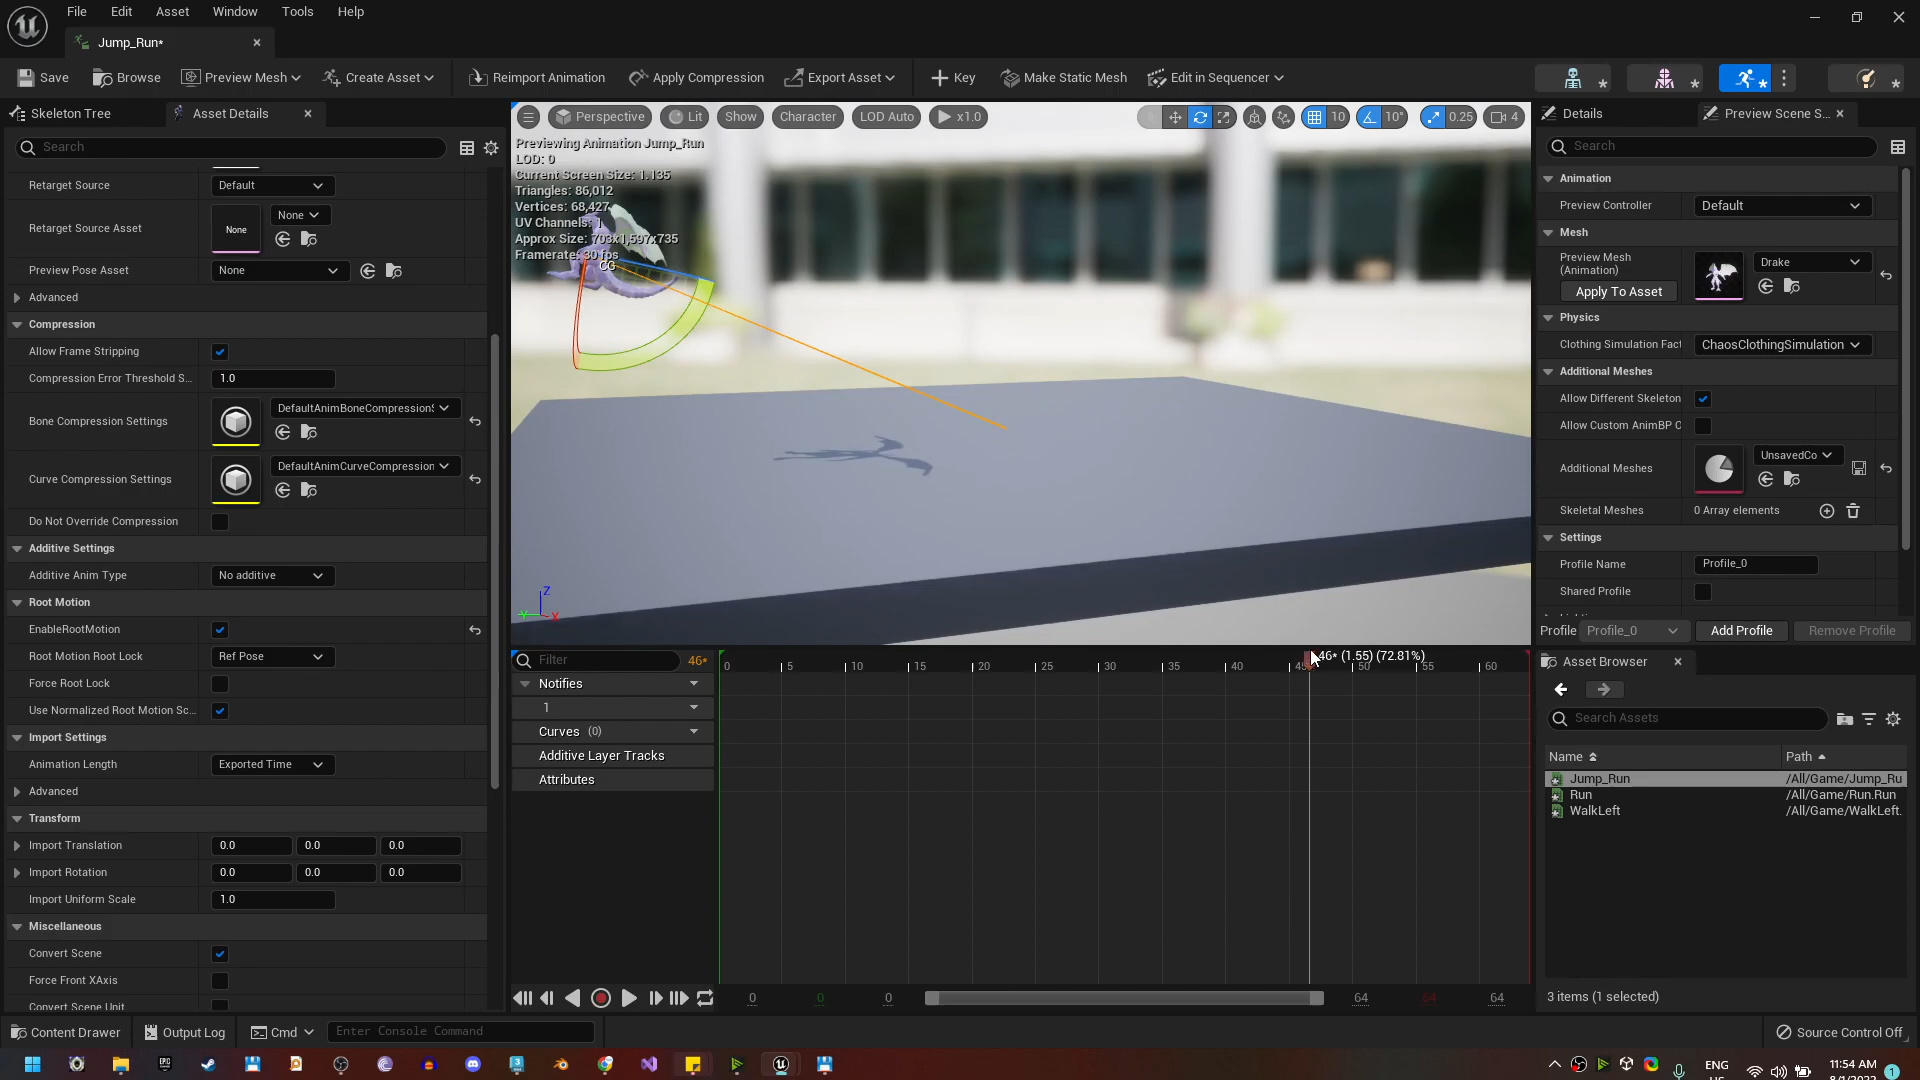 File Edit Asset Window Tools Help
Jump_Run*
Save Browse Preview Mesh Create Asset Reimport Animation Apply Compression Export Asset Key Make Static Mesh Edit in Sequencer
Skeleton Tree Asset Details
Search
Retarget Source Default
Retarget Source Asset None None
Preview Pose Asset None
Advanced
Compression
Allow Frame Stripping
Compression Error Threshold S... 1.0
Bone Compression Settings DefaultAnimBoneCompressionS
Curve Compression Settings DefaultAnimCurveCompression
Do Not Override Compression
Additive Settings
Additive Anim Type No additive
Root Motion
EnableRootMotion
Root Motion Root Lock Ref Pose
Force Root Lock
Use Normalized Root Motion Sc...
Import Settings
Animation Length Exported Time
Advanced
Transform
Import Translation 0.0 0.0 0.0
Import Rotation 0.0 0.0 0.0
Import Uniform Scale 1.0
Miscellaneous
Convert Scene
Force Front XAxis
Convert Scene Unit
Perspective Lit Show Character LOD Auto x1.0 10 10° 0.25 4
Previewing Animation Jump_Run
LOD: 0
Current Screen Size: 1.135
Triangles: 86,012
Vertices: 68,427
UV Channels: 1
Approx Size: 703x1,597x735
Framerate: 30 fps
CG
Z
Y X
Filter 46* 0 5 10 15 20 25 30 35 40 45 50 55 60
46* (1.55) (72.81%)
Notifies
1
Curves (0)
Additive Layer Tracks
Attributes
0 0 0 64 64 64
Details Preview Scene S...
Search
Animation
Preview Controller Default
Mesh
Preview Mesh
(Animation)
Apply To Asset
Drake
Physics
Clothing Simulation Fact ChaosClothingSimulation
Additional Meshes
Allow Different Skeleton
Allow Custom AnimBP O
Additional Meshes UnsavedCo
Skeletal Meshes 0 Array elements
Settings
Profile Name Profile_0
Shared Profile
Profile Profile_0 Add Profile Remove Profile
Asset Browser
Search Assets
Name Path
Jump_Run /All/Game/Jump_Ru
Run /All/Game/Run.Run
WalkLeft /All/Game/WalkLeft.
3 items (1 selected)
Content Drawer Output Log Cmd Enter Console Command Source Control Off
ENG
11:54 AM
1